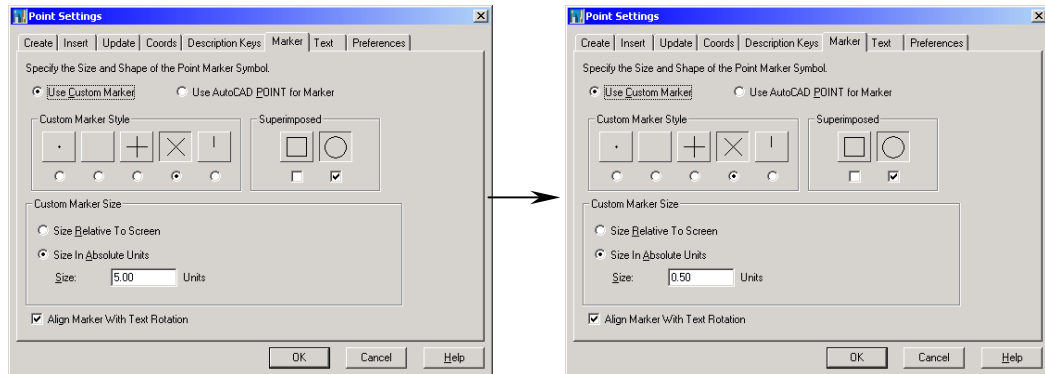 Point Settings
Create Insert Update Coords Description Keys Marker Text Preferences
Specify the Size and Shape of the Point Marker Symbol.
Use Custom Marker Use AutoCAD POINT for Marker
Custom Marker Style Superimposed
Custom Marker Size
Size Relative To Screen
Size In Absolute Units
Size: 5.00 Units
Align Marker With Text Rotation
OK Cancel Help
Point Settings
Create Insert Update Coords Description Keys Marker Text Preferences
Specify the Size and Shape of the Point Marker Symbol.
Use Custom Marker Use AutoCAD POINT for Marker
Custom Marker Style Superimposed
Custom Marker Size
Size Relative To Screen
Size In Absolute Units
Size: 0.50 Units
Align Marker With Text Rotation
OK Cancel Help